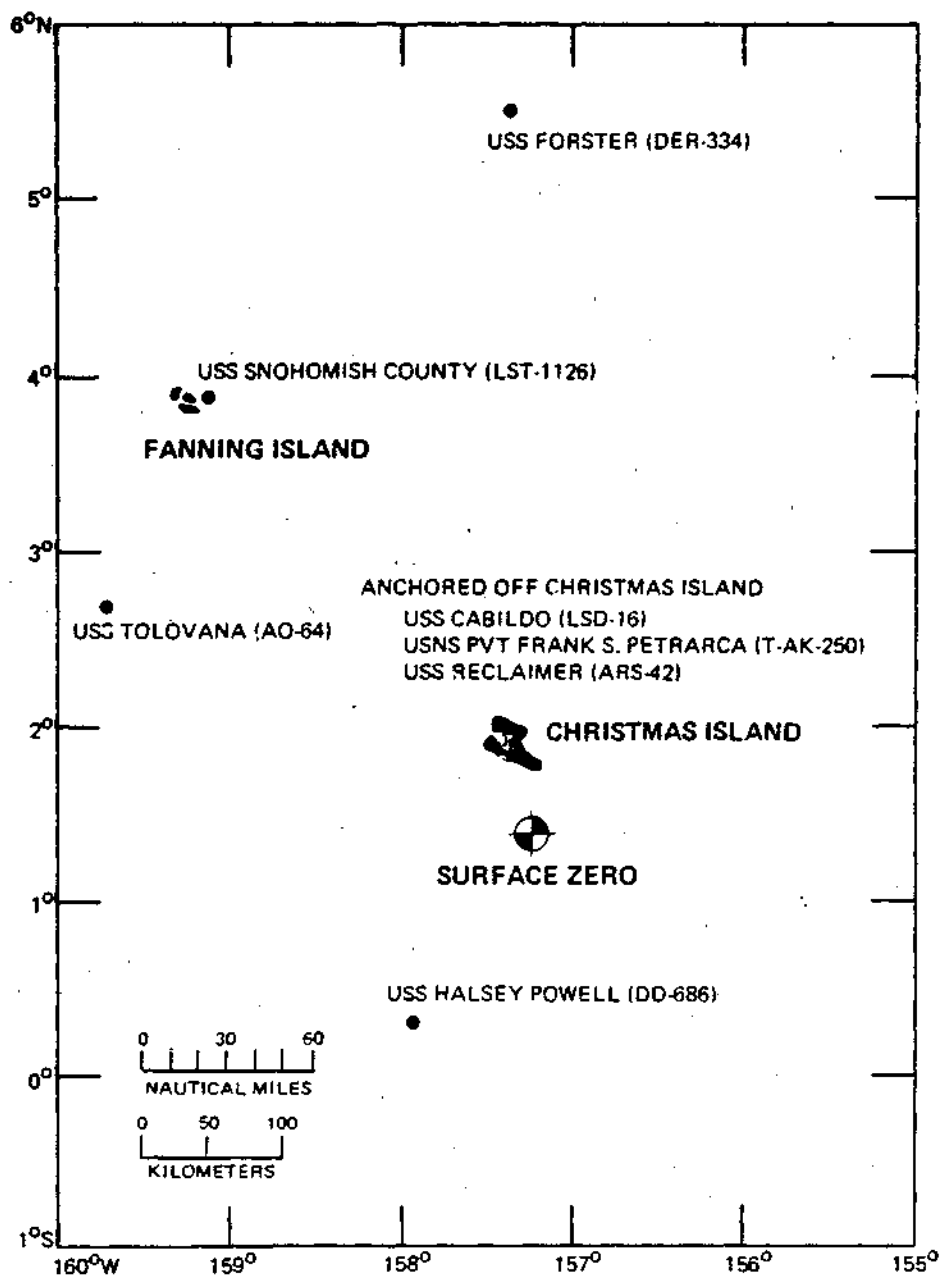 6°N
USS FORSTER (DER-334)
5°
USS SNOHOMISH COUNTY (LST-1126)
4°
FANNING ISLAND
3°
ANCHORED OFF CHRISTMAS ISLAND
USS CABILDO (LSD-16)
USS TOLOVANA (AO-64)
USNS PVT FRANK S. PETRARCA (T-AK-250)
USS RECLAIMER (ARS-42)
2°
CHRISTMAS ISLAND
SURFACE ZERO
1°
USS HALSEY POWELL (DD-686)
0 30 60
NAUTICAL MILES
0°
0 50 100
KILOMETERS
1°S
160°W 159° 158° 157° 156° 155°